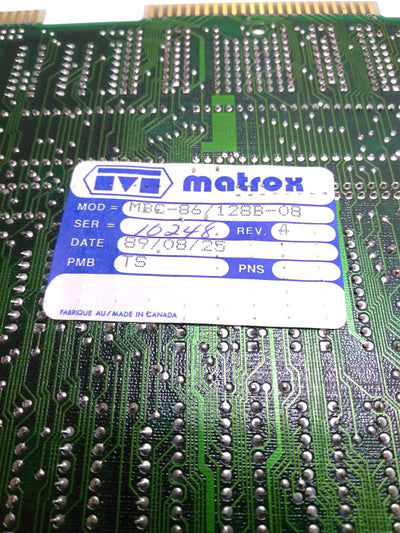 matrox
MOD = MBC-86/128B-08
SER = 10248. REV. 4
DATE 89/08/25
PMB TS PNS
FABRIQUE AU/MADE IN CANADA